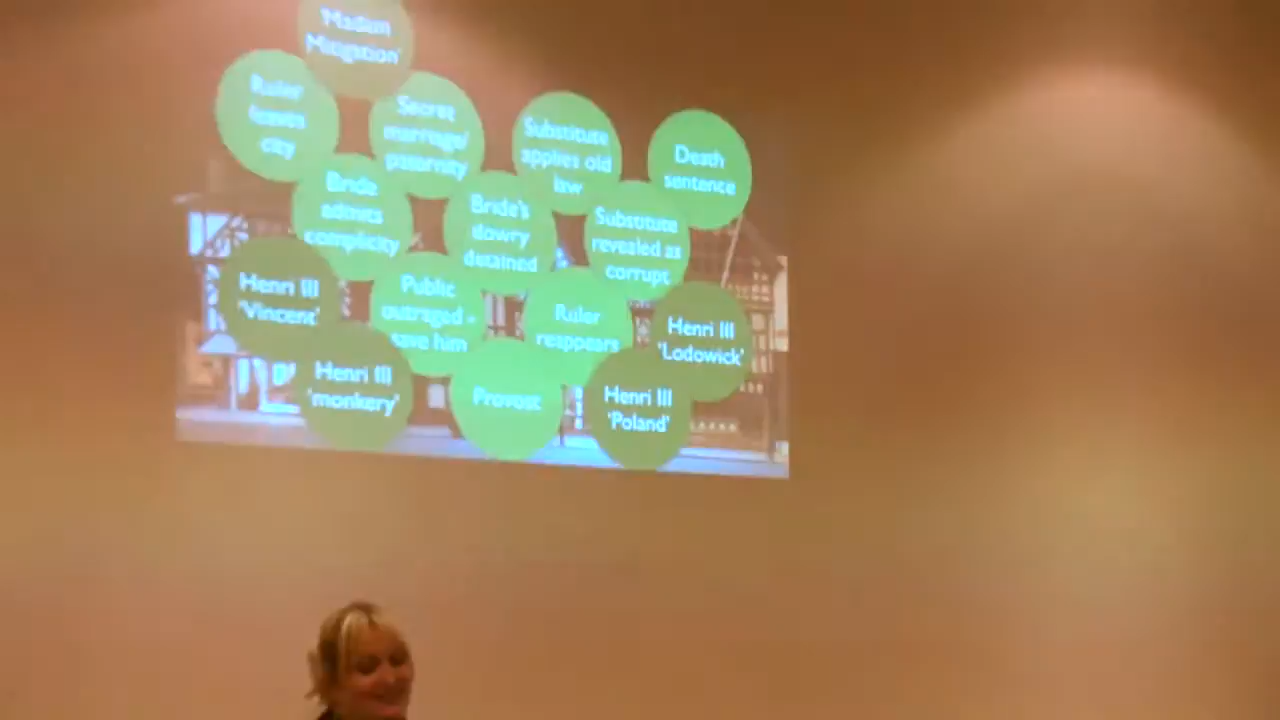 'Madam
Mitigation'
Ruler
leaves
city
Secret
marriage/
paternity
Substitute
applies old
law
Death
sentence
Bride
admits
complicity
Bride's
dowry
detained
Substitute
revealed as
corrupt
Henri III
'Vincent'
Public
outraged -
save him
Ruler
reappears
Henri III
'Lodowick'
Henri III
'monkery'
Provost
Henri III
'Poland'